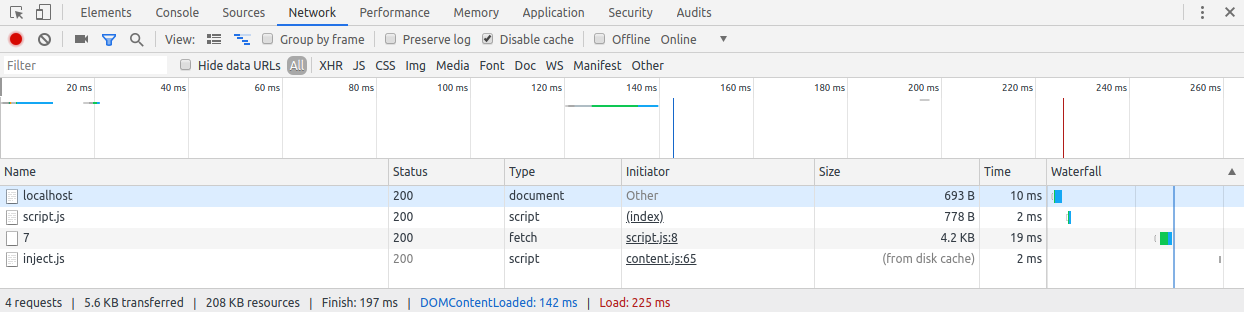 Elements Console Sources Network Performance Memory Application Security Audits
View: Group by frame Preserve log Disable cache Offline Online
Filter Hide data URLs All XHR JS CSS Img Media Font Doc WS Manifest Other
20 ms 40 ms 60 ms 80 ms 100 ms 120 ms 140 ms 160 ms 180 ms 200 ms 220 ms 240 ms 260 ms
Name Status Type Initiator Size Time Waterfall
localhost 200 document Other 693 B 10 ms
script.js 200 script (index) 778 B 2 ms
7 200 fetch script.js:8 4.2 KB 19 ms
inject.js 200 script content.js:65 (from disk cache) 2 ms
4 requests | 5.6 KB transferred | 208 KB resources | Finish: 197 ms | DOMContentLoaded: 142 ms | Load: 225 ms